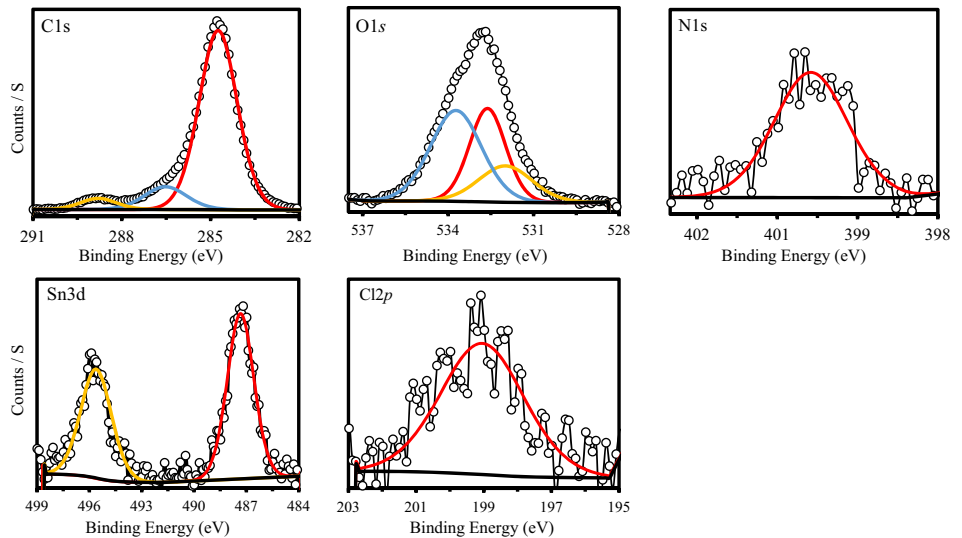 C1s
O1s
N1s
Counts / S
291 288 285 282
537 534 531 528
402 401 399 398
Binding Energy (eV)
Binding Energy (eV)
Binding Energy (eV)
Sn3d
Cl2p
Counts / S
499 496 493 490 487 484
203 201 199 197 195
Binding Energy (eV)
Binding Energy (eV)